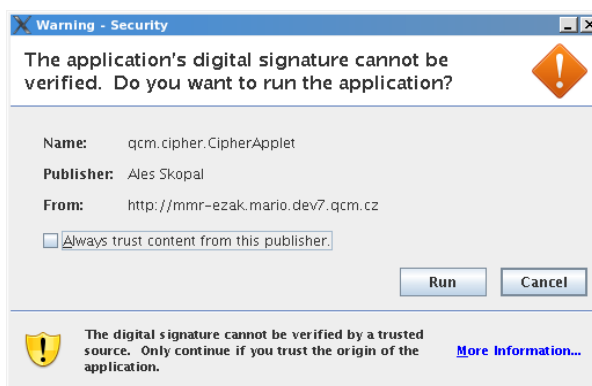 Warning - Security
The application's digital signature cannot be
verified. Do you want to run the application?
Name: qcm.cipher.CipherApplet
Publisher: Ales Skopal
From: http://mmr-ezak.mario.dev7.qcm.cz
Always trust content from this publisher.
Run Cancel
The digital signature cannot be verified by a trusted
source. Only continue if you trust the origin of the
application.
More Information...